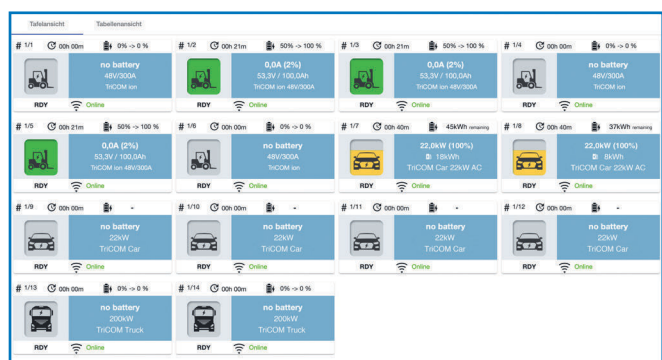 Tafelansicht Tabellenansicht
# 1/1 00h 00m 0% -> 0 %
no battery
48V/300A
TriCOM ion
RDY Online
# 1/2 00h 21m 50% -> 100 %
0,0A (2%)
53,3V / 100,0Ah
TriCOM ion 48V/300A
RDY Online
# 1/3 00h 21m 50% -> 100 %
0,0A (2%)
53,3V / 100,0Ah
TriCOM ion 48V/300A
RDY Online
# 1/4 00h 00m 0% -> 0 %
no battery
48V/300A
TriCOM ion
RDY Online
# 1/5 00h 21m 50% -> 100 %
0,0A (2%)
53,3V / 100,0Ah
TriCOM ion 48V/300A
RDY Online
# 1/6 00h 00m 0% -> 0 %
no battery
48V/300A
TriCOM ion
RDY Online
# 1/7 00h 40m 45kWh remaining
22,0kW (100%)
18kWh
TriCOM Car 22kW AC
RDY Online
# 1/8 00h 40m 37kWh remaining
22,0kW (100%)
8kWh
TriCOM Car 22kW AC
RDY Online
# 1/9 00h 00m -
no battery
22kW
TriCOM Car
RDY Online
# 1/10 00h 00m -
no battery
22kW
TriCOM Car
RDY Online
# 1/11 00h 00m -
no battery
22kW
TriCOM Car
RDY Online
# 1/12 00h 00m -
no battery
22kW
TriCOM Car
RDY Online
# 1/13 00h 00m 0% -> 0 %
no battery
200kW
TriCOM Truck
RDY Online
# 1/14 00h 00m 0% -> 0 %
no battery
200kW
TriCOM Truck
RDY Online